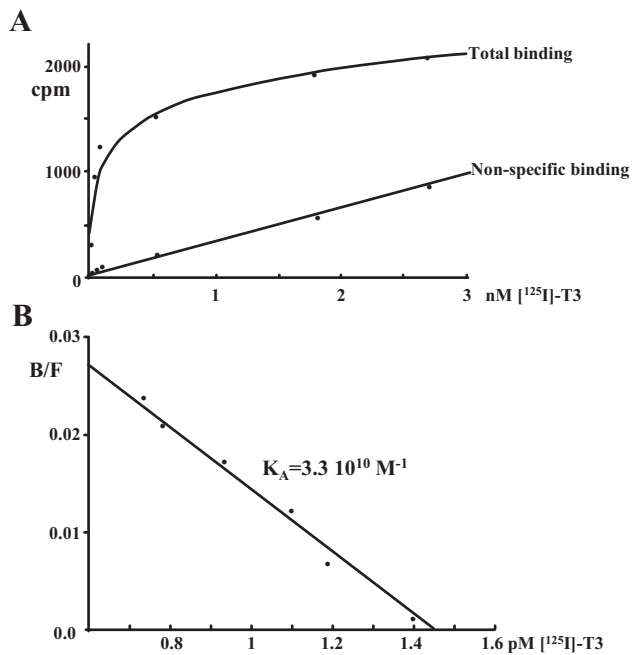 A
2000
Total binding
cpm
1000
Non-specific binding
0
1
2
3
nM [¹²⁵I]-T3
B
0.03
B/F
0.02
K_A=3.3 10¹⁰ M⁻¹
0.01
0.0
0.8
1
1.2
1.4
1.6
pM [¹²⁵I]-T3